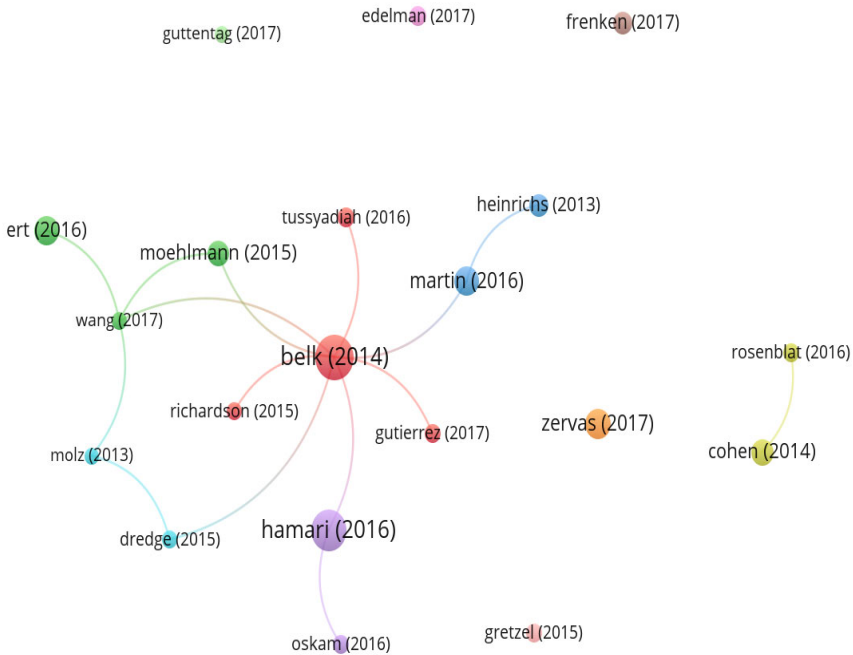 edelman (2017)
frenken (2017)
guttentag (2017)
heinrichs (2013)
tussyadiah (2016)
ert (2016)
moehlmann (2015)
martin (2016)
wang (2017)
rosenblat (2016)
belk (2014)
richardson (2015)
zervas (2017)
gutierrez (2017)
cohen (2014)
molz (2013)
hamari (2016)
dredge (2015)
gretzel (2015)
oskam (2016)